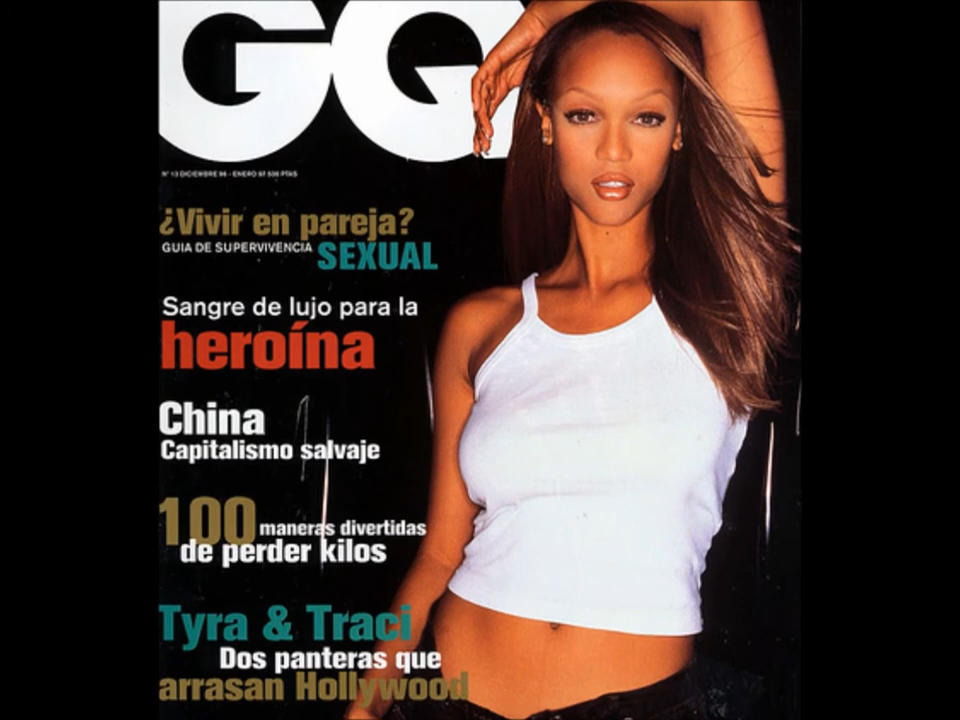 GQ
Nº 13 DICIEMBRE 96 - ENERO 97 500 PTAS
¿Vivir en pareja?
GUIA DE SUPERVIVENCIA SEXUAL
Sangre de lujo para la
heroína
China
Capitalismo salvaje
100 maneras divertidas
de perder kilos
Tyra & Traci
Dos panteras que
arrasan Hollywood